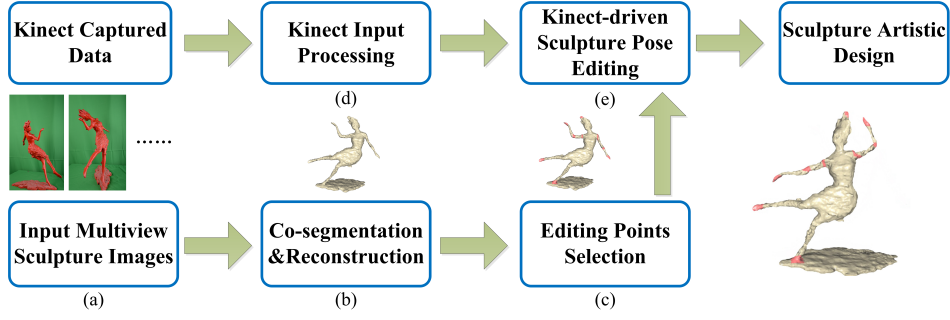 Kinect Captured
Data
Kinect Input
Processing
Kinect-driven
Sculpture Pose
Editing
Sculpture Artistic
Design
(d)
(e)
......
Input Multiview
Sculpture Images
Co-segmentation
&Reconstruction
Editing Points
Selection
(a)
(b)
(c)